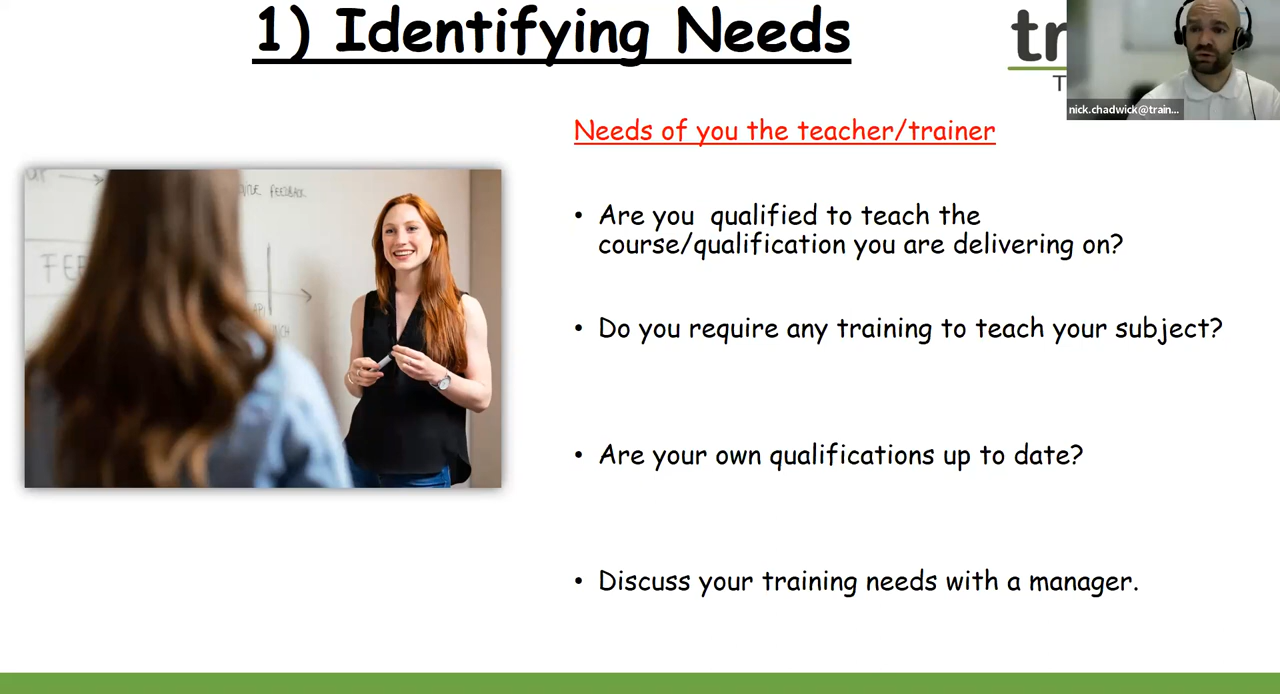 1) Identifying Needs
nick.chadwick@train...
Needs of you the teacher/trainer
• Are you qualified to teach the
course/qualification you are delivering on?
• Do you require any training to teach your subject?
• Are your own qualifications up to date?
• Discuss your training needs with a manager.
FEEDBACK